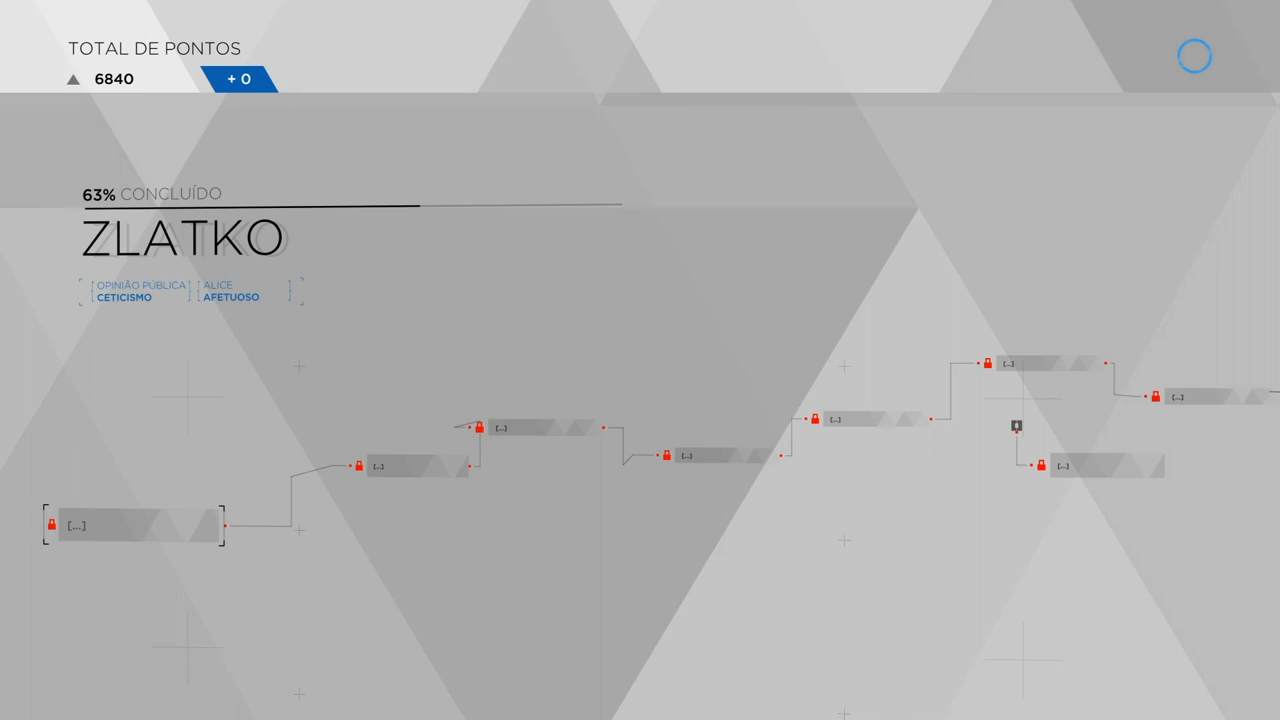 TOTAL DE PONTOS
6840
+ 0
63% CONCLUÍDO
ZLATKO
OPINIÃO PÚBLICA ALICE
CETICISMO AFETUOSO
[...]
[...]
[...]
[...]
[...]
[...]
[...]
[...]